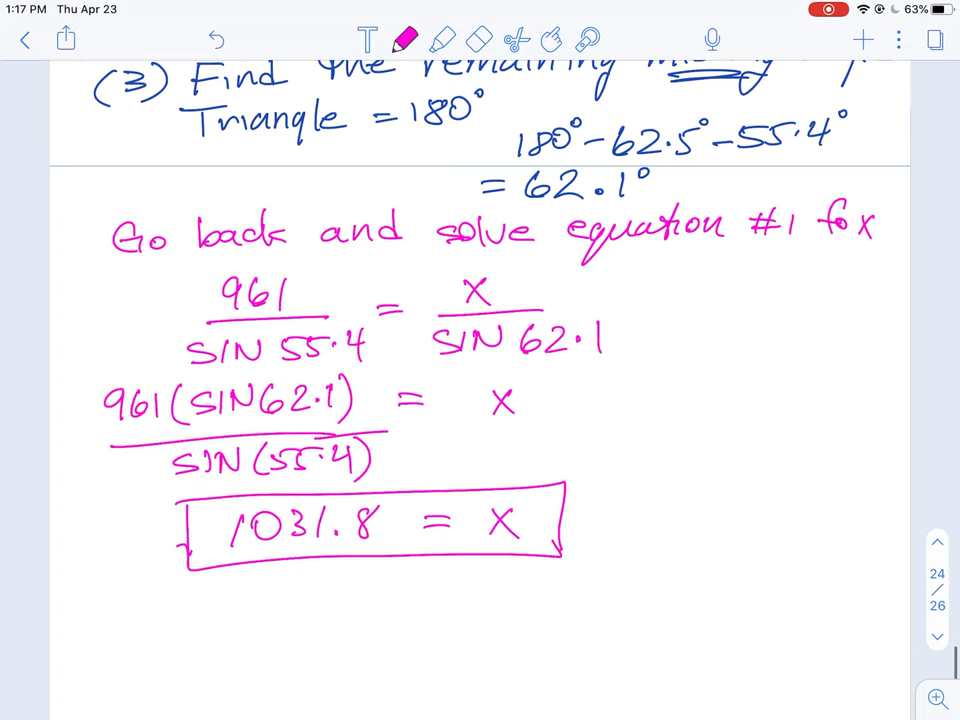 1:17 PM Thu Apr 23 63%
(3) Find the remaining
Triangle = 180°
180° - 62.5° - 55.4°
= 62.1°
Go back and solve equation #1 for x
961 / SIN 55.4 = X / SIN 62.1
961(SIN62.1) / SIN(55.4) = X
1031.8 = X
24
/
26